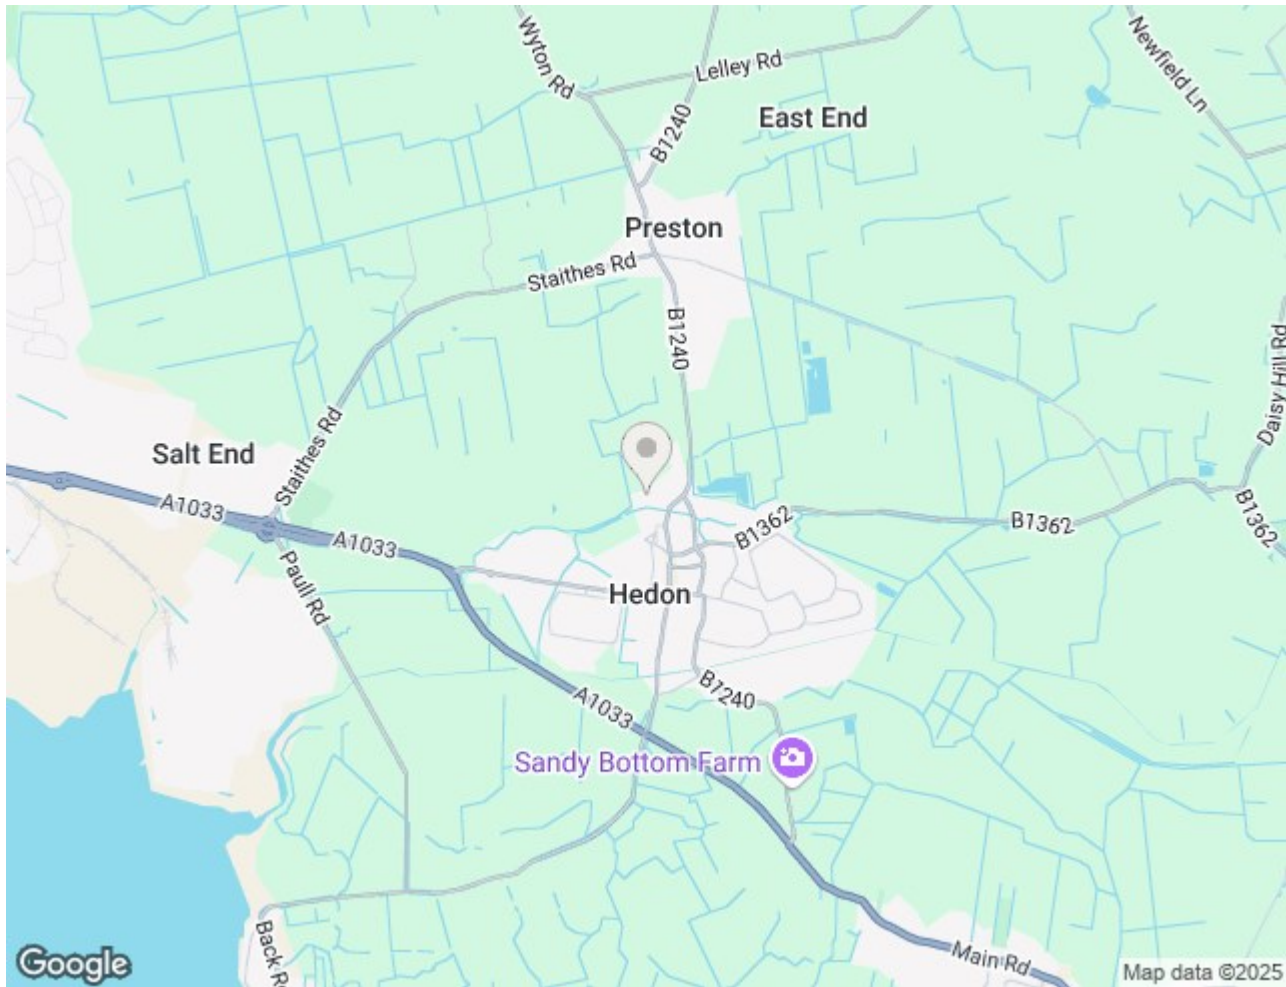 Wyton Rd
Lelley Rd
Newfield Ln
East End
B1240
Preston
Staithes Rd
B1240
Daisy Hill Rd
Staithes Rd
Salt End
A1033
A1033
B1362
B1362
B1362
Paull Rd
Hedon
B1240
A1033
Sandy Bottom Farm
Back Rd
Main Rd
Google
Map data ©2025